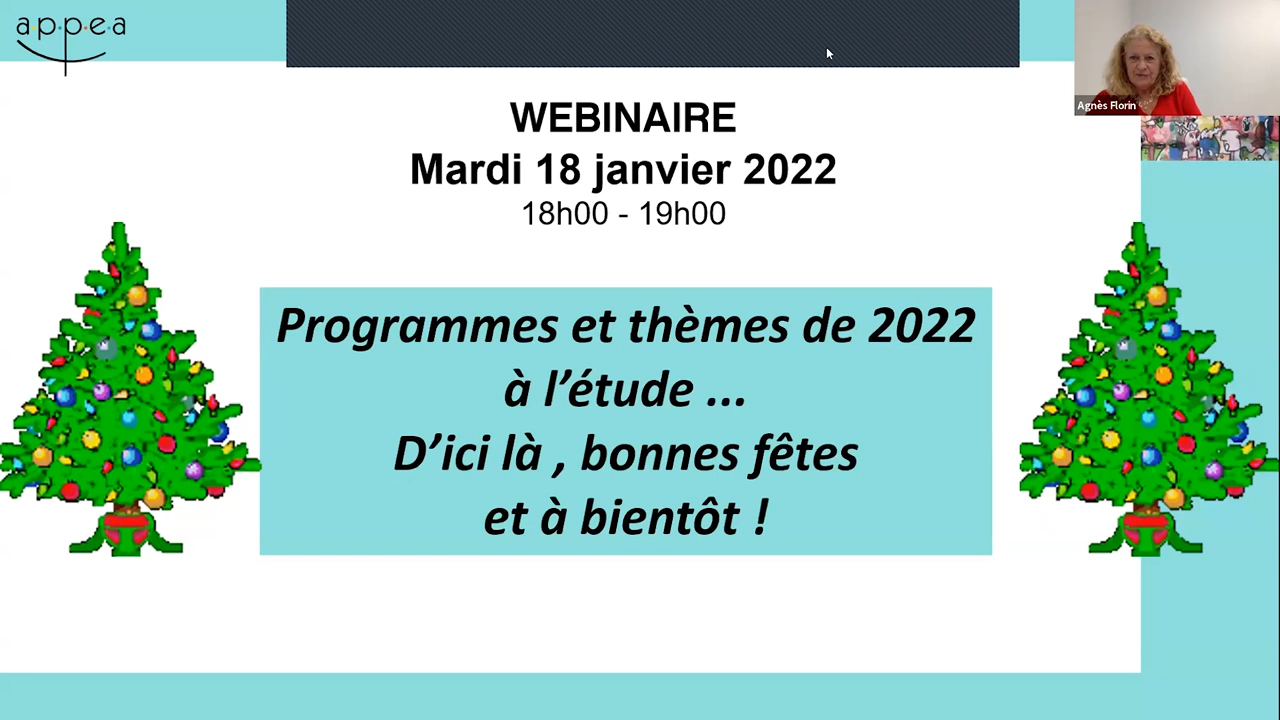 a·p·p·e·a
Agnès Florin
WEBINAIRE
Mardi 18 janvier 2022
18h00 - 19h00
Programmes et thèmes de 2022
à l’étude ...
D’ici là , bonnes fêtes
et à bientôt !